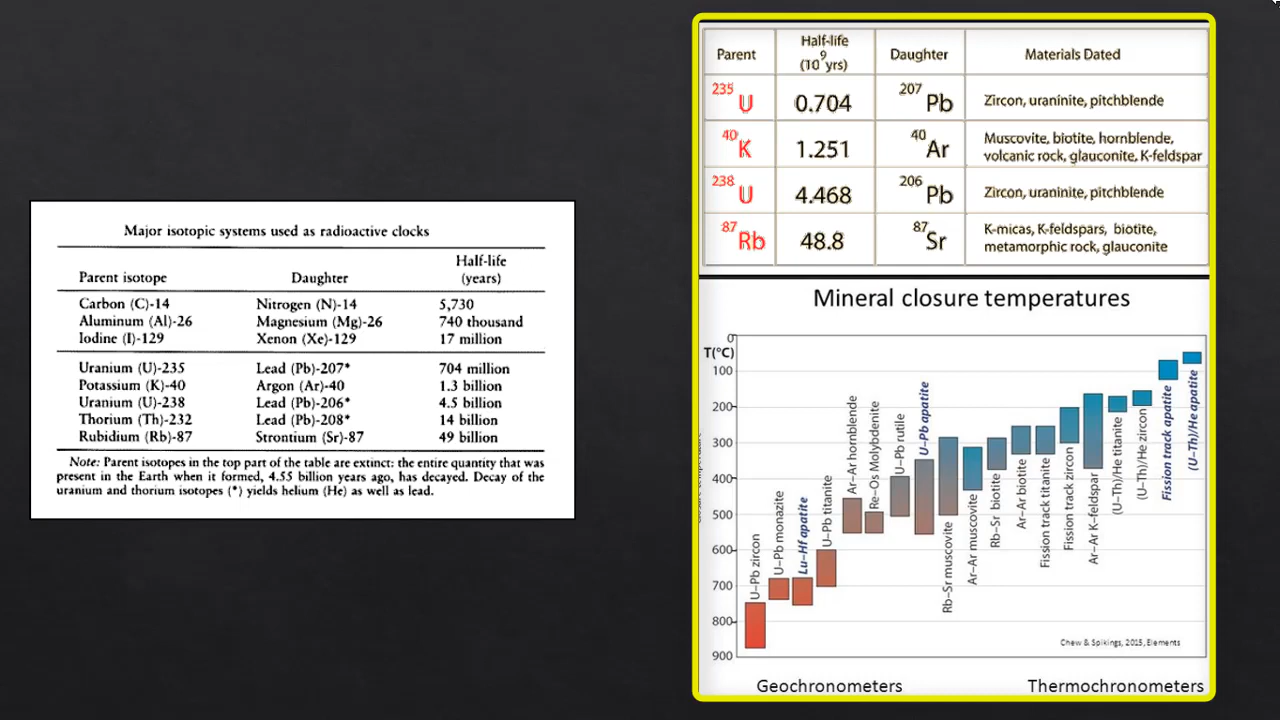 Major isotopic systems used as radioactive clocks
Parent isotope Daughter Half-life (years)
Carbon (C)-14 Nitrogen (N)-14 5,730
Aluminum (Al)-26 Magnesium (Mg)-26 740 thousand
Iodine (I)-129 Xenon (Xe)-129 17 million
Uranium (U)-235 Lead (Pb)-207* 704 million
Potassium (K)-40 Argon (Ar)-40 1.3 billion
Uranium (U)-238 Lead (Pb)-206* 4.5 billion
Thorium (Th)-232 Lead (Pb)-208* 14 billion
Rubidium (Rb)-87 Strontium (Sr)-87 49 billion
Note: Parent isotopes in the top part of the table are extinct: the entire quantity that was
present in the Earth when it formed, 4.55 billion years ago, has decayed. Decay of the
uranium and thorium isotopes (*) yields helium (He) as well as lead.
Parent Half-life (10⁹ yrs) Daughter Materials Dated
²³⁵U 0.704 ²⁰⁷Pb Zircon, uraninite, pitchblende
⁴⁰K 1.251 ⁴⁰Ar Muscovite, biotite, hornblende,
volcanic rock, glauconite, K-feldspar
²³⁸U 4.468 ²⁰⁶Pb Zircon, uraninite, pitchblende
⁸⁷Rb 48.8 ⁸⁷Sr K-micas, K-feldspars, biotite,
metamorphic rock, glauconite
Mineral closure temperatures
T(°C)
0
100
200
300
400
500
600
700
800
900
U–Pb zircon
U–Pb monazite
Lu–Hf apatite
U–Pb titanite
Ar–Ar hornblende
Re–Os Molybdenite
U–Pb rutile
U–Pb apatite
Rb–Sr muscovite
Ar–Ar muscovite
Rb–Sr biotite
Ar–Ar biotite
Fission track titanite
Fission track zircon
Ar–Ar K–feldspar
(U–Th)/He titanite
(U–Th)/He zircon
Fission track apatite
(U–Th)/He apatite
Chew & Spikings, 2015, Elements
Geochronometers Thermochronometers